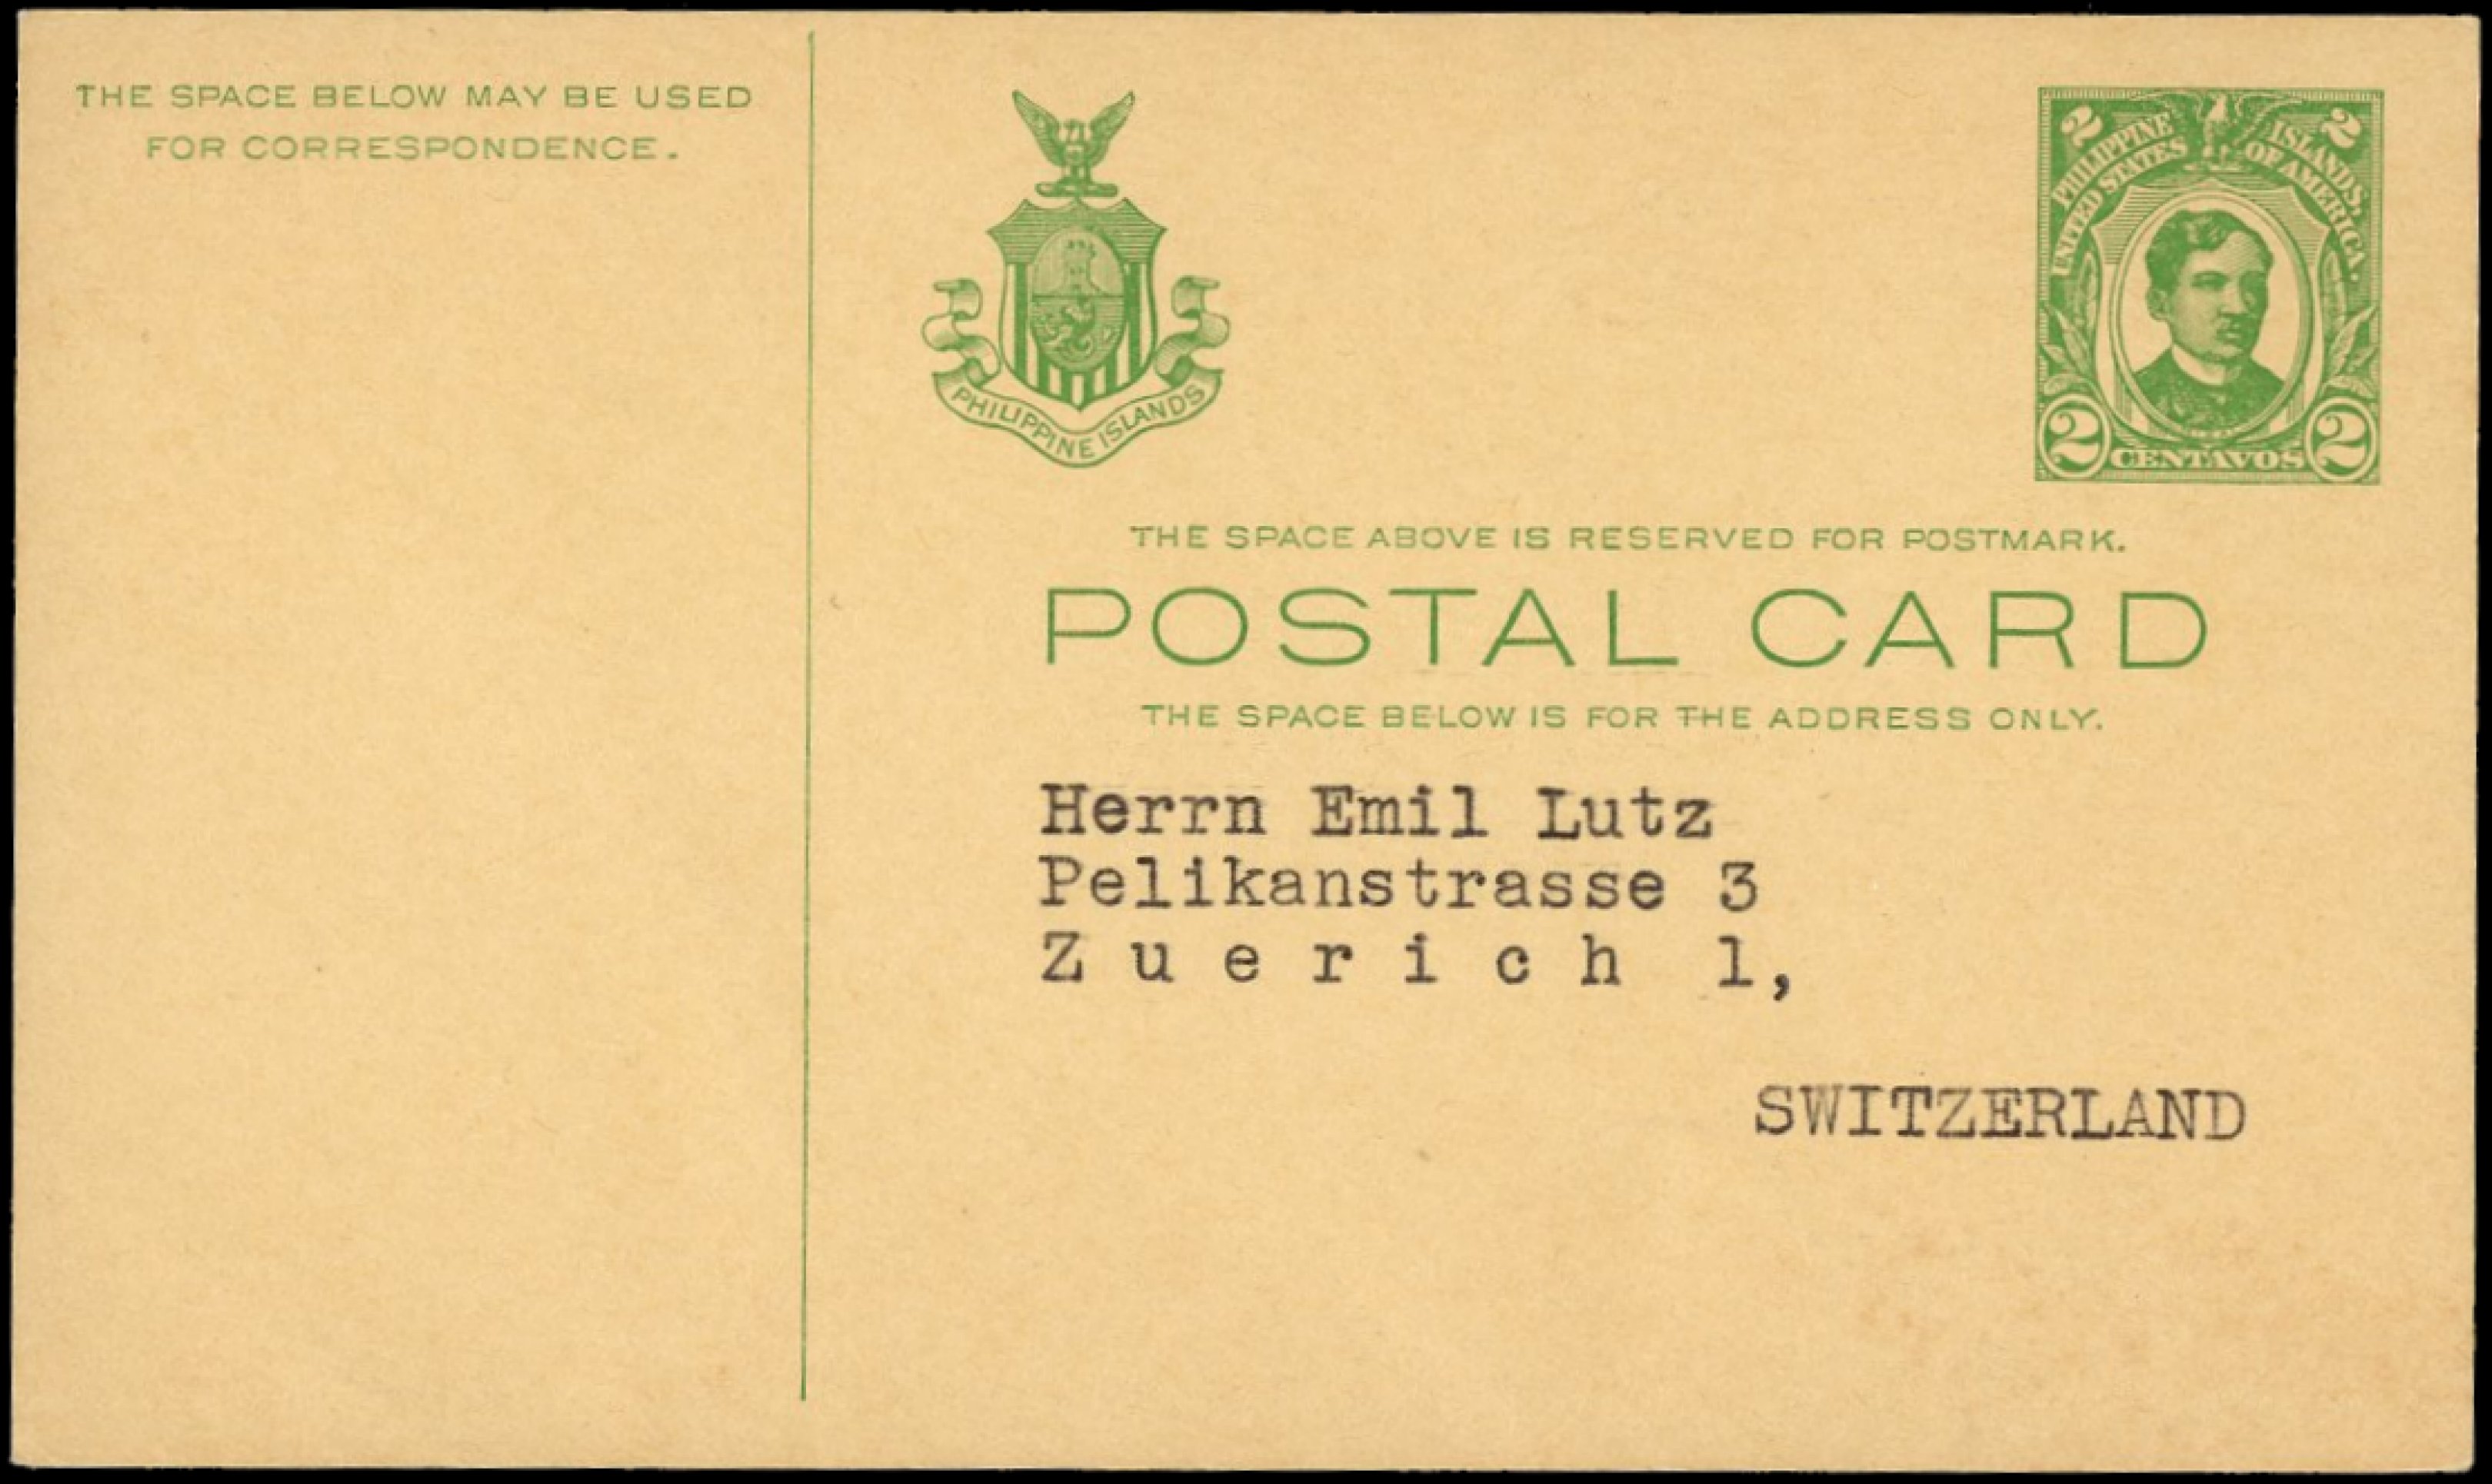 THE SPACE BELOW MAY BE USED
FOR CORRESPONDENCE.
PHILIPPINE ISLANDS
2 2
PHILIPPINE ISLANDS,
UNITED STATES OF AMERICA.
2 CENTAVOS 2
THE SPACE ABOVE IS RESERVED FOR POSTMARK.
POSTAL CARD
THE SPACE BELOW IS FOR THE ADDRESS ONLY.
Herrn Emil Lutz
Pelikanstrasse 3
Z u e r i c h 1,
SWITZERLAND